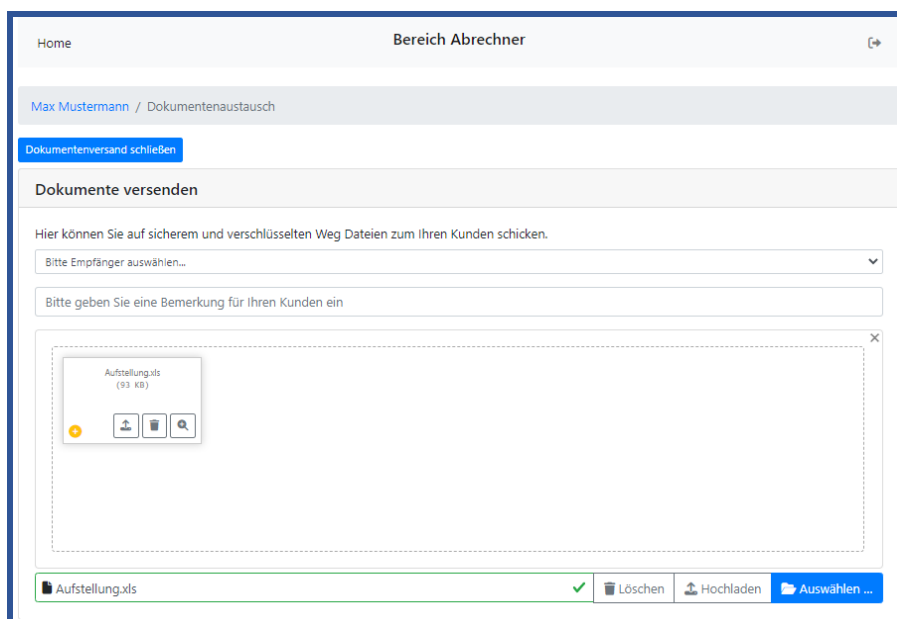 Home
Bereich Abrechner
Max Mustermann / Dokumentenaustausch
Dokumentenversand schließen
Dokumente versenden
Hier können Sie auf sicherem und verschlüsselten Weg Dateien zum Ihren Kunden schicken.
Bitte Empfänger auswählen...
Bitte geben Sie eine Bemerkung für Ihren Kunden ein
Aufstellung.xls
(93 KB)
Aufstellung.xls
Löschen
Hochladen
Auswählen ...